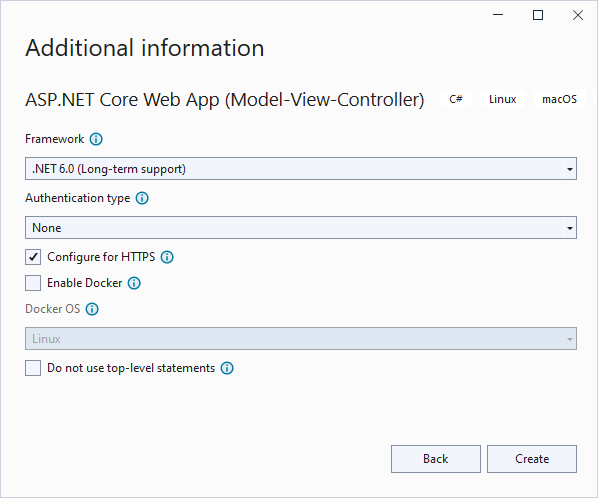 Additional information
ASP.NET Core Web App (Model-View-Controller) C# Linux macOS
Framework
.NET 6.0 (Long-term support)
Authentication type
None
Configure for HTTPS
Enable Docker
Docker OS
Linux
Do not use top-level statements
Back Create